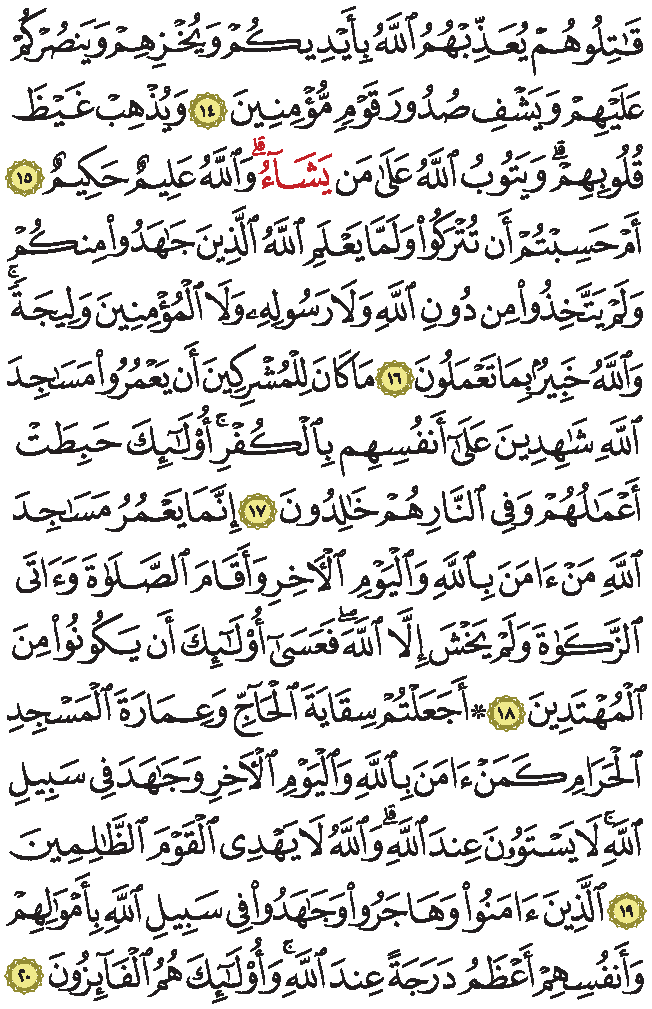 قَٰتِلُوهُمْ يُعَذِّبْهُمُ ٱللَّهُ بِأَيْدِيكُمْ وَيُخْزِهِمْ وَيَنصُرْكُمْ
عَلَيْهِمْ وَيَشْفِ صُدُورَ قَوْمٍ مُّؤْمِنِينَ ١٤ وَيُذْهِبْ غَيْظَ
قُلُوبِهِمْ ۗ وَيَتُوبُ ٱللَّهُ عَلَىٰ مَن يَشَآءُ ۗ وَٱللَّهُ عَلِيمٌ حَكِيمٌ ١٥
أَمْ حَسِبْتُمْ أَن تُتْرَكُوا۟ وَلَمَّا يَعْلَمِ ٱللَّهُ ٱلَّذِينَ جَٰهَدُوا۟ مِنكُمْ
وَلَمْ يَتَّخِذُوا۟ مِن دُونِ ٱللَّهِ وَلَا رَسُولِهِۦ وَلَا ٱلْمُؤْمِنِينَ وَلِيجَةً ۚ
وَٱللَّهُ خَبِيرٌۢ بِمَا تَعْمَلُونَ ١٦ مَا كَانَ لِلْمُشْرِكِينَ أَن يَعْمُرُوا۟ مَسَٰجِدَ
ٱللَّهِ شَٰهِدِينَ عَلَىٰٓ أَنفُسِهِم بِٱلْكُفْرِ ۚ أُو۟لَٰٓئِكَ حَبِطَتْ
أَعْمَٰلُهُمْ وَفِى ٱلنَّارِ هُمْ خَٰلِدُونَ ١٧ إِنَّمَا يَعْمُرُ مَسَٰجِدَ
ٱللَّهِ مَنْ ءَامَنَ بِٱللَّهِ وَٱلْيَوْمِ ٱلْءَاخِرِ وَأَقَامَ ٱلصَّلَوٰةَ وَءَاتَى
ٱلزَّكَوٰةَ وَلَمْ يَخْشَ إِلَّا ٱللَّهَ ۖ فَعَسَىٰٓ أُو۟لَٰٓئِكَ أَن يَكُونُوا۟ مِنَ
ٱلْمُهْتَدِينَ ١٨ ۞ أَجَعَلْتُمْ سِقَايَةَ ٱلْحَآجِّ وَعِمَارَةَ ٱلْمَسْجِدِ
ٱلْحَرَامِ كَمَنْ ءَامَنَ بِٱللَّهِ وَٱلْيَوْمِ ٱلْءَاخِرِ وَجَٰهَدَ فِى سَبِيلِ
ٱللَّهِ ۚ لَا يَسْتَوُۥنَ عِندَ ٱللَّهِ ۗ وَٱللَّهُ لَا يَهْدِى ٱلْقَوْمَ ٱلظَّٰلِمِينَ
١٩ ٱلَّذِينَ ءَامَنُوا۟ وَهَاجَرُوا۟ وَجَٰهَدُوا۟ فِى سَبِيلِ ٱللَّهِ بِأَمْوَٰلِهِمْ
وَأَنفُسِهِمْ أَعْظَمُ دَرَجَةً عِندَ ٱللَّهِ ۚ وَأُو۟لَٰٓئِكَ هُمُ ٱلْفَآئِزُونَ ٢٠